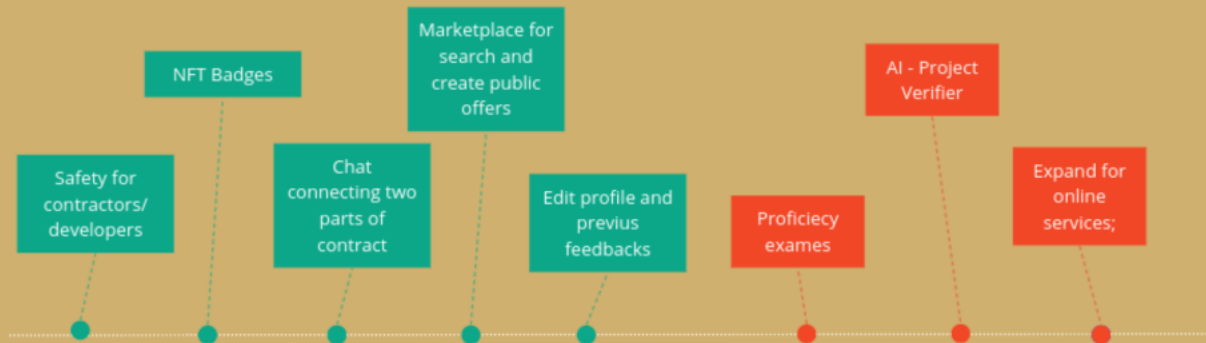 Safety for
contractors/
developers
NFT Badges
Chat
connecting two
parts of
contract
Marketplace for
search and
create public
offers
Edit profile and
previus
feedbacks
Proficiecy
exames
AI - Project
Verifier
Expand for
online
services;